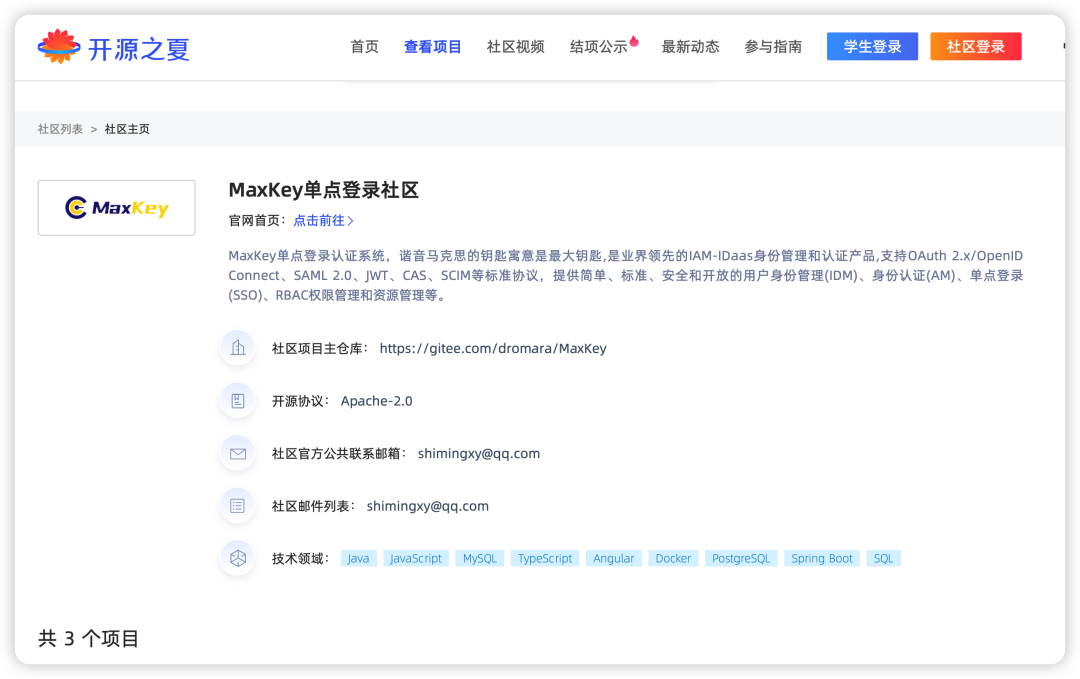 开源之夏
首页 查看项目 社区视频 结项公示 最新动态 参与指南 学生登录 社区登录
社区列表 > 社区主页
MaxKey
MaxKey单点登录社区
官网首页： 点击前往>
MaxKey单点登录认证系统，谐音马克思的钥匙寓意是最大钥匙,是业界领先的IAM-IDaas身份管理和认证产品,支持OAuth 2.x/OpenID
Connect、SAML 2.0、JWT、CAS、SCIM等标准协议，提供简单、标准、安全和开放的用户身份管理(IDM)、身份认证(AM)、单点登录
(SSO)、RBAC权限管理和资源管理等。
社区项目主仓库： https://gitee.com/dromara/MaxKey
开源协议： Apache-2.0
社区官方公共联系邮箱： shimingxy@qq.com
社区邮件列表： shimingxy@qq.com
技术领域： Java JavaScript MySQL TypeScript Angular Docker PostgreSQL Spring Boot SQL
共 3 个项目